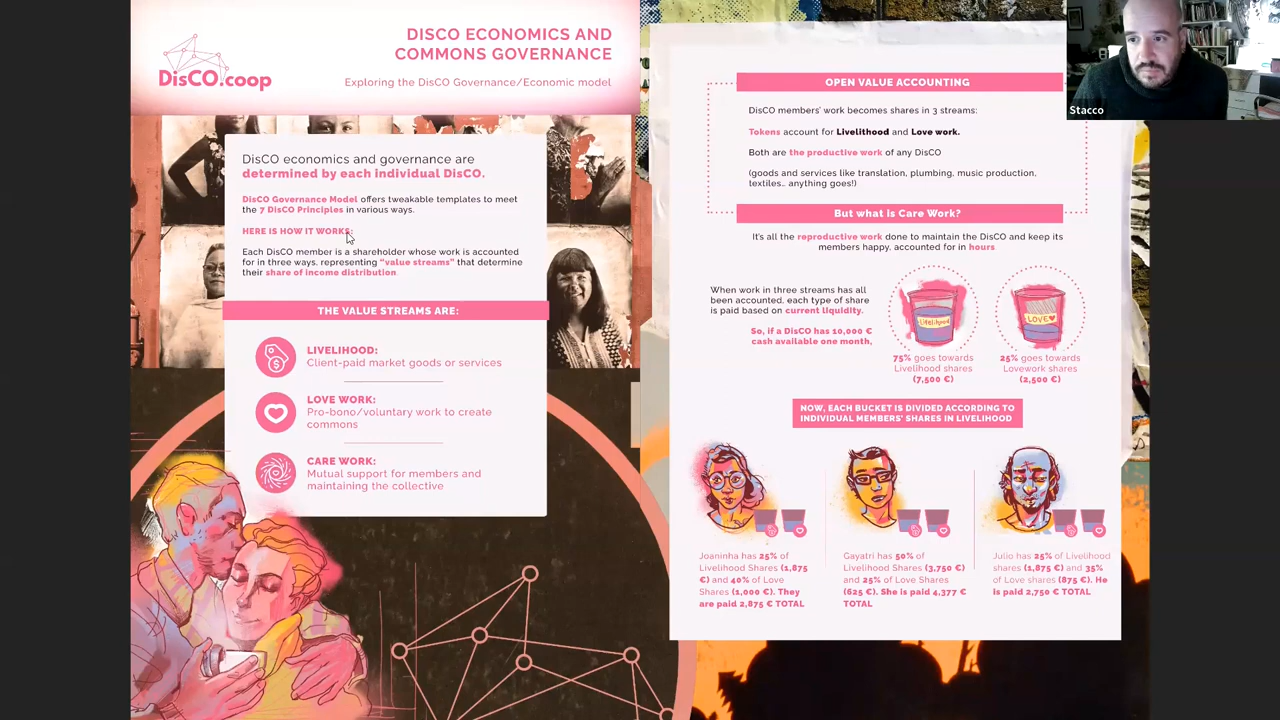 DisCO.coop
DISCO ECONOMICS AND
COMMONS GOVERNANCE
Exploring the DisCO Governance/Economic model
DisCO economics and governance are
determined by each individual DisCO.
DisCO Governance Model offers tweakable templates to meet
the 7 DisCO Principles in various ways.
HERE IS HOW IT WORKS:
Each DisCO member is a shareholder whose work is accounted
for in three ways, representing "value streams" that determine
their share of income distribution
THE VALUE STREAMS ARE:
LIVELIHOOD:
Client-paid market goods or services
LOVE WORK:
Pro-bono/voluntary work to create
commons
CARE WORK:
Mutual support for members and
maintaining the collective
OPEN VALUE ACCOUNTING
DisCO members' work becomes shares in 3 streams:
Tokens account for Livelithood and Love work.
Both are the productive work of any DisCO
(goods and services like translation, plumbing, music production,
textiles… anything goes!)
But what is Care Work?
It's all the reproductive work done to maintain the DisCO and keep its
members happy, accounted for in hours
When work in three streams has all
been accounted, each type of share
is paid based on current liquidity.
So, if a DisCO has 10,000 €
cash available one month,
Livelihood
75% goes towards
Livelihood shares
(7,500 €)
LOVE
25% goes towards
Lovework shares
(2,500 €)
NOW, EACH BUCKET IS DIVIDED ACCORDING TO
INDIVIDUAL MEMBERS' SHARES IN LIVELIHOOD
Joaninha has 25% of
Livelihood Shares (1,875
€) and 40% of Love
Shares (1,000 €). They
are paid 2,875 € TOTAL
Gayatri has 50% of
Livelihood Shares (3,750 €)
and 25% of Love Shares
(625 €). She is paid 4,377 €
TOTAL
Julio has 25% of Livelihood
shares (1,875 €) and 35%
of Love shares (875 €). He
is paid 2,750 € TOTAL
Stacco